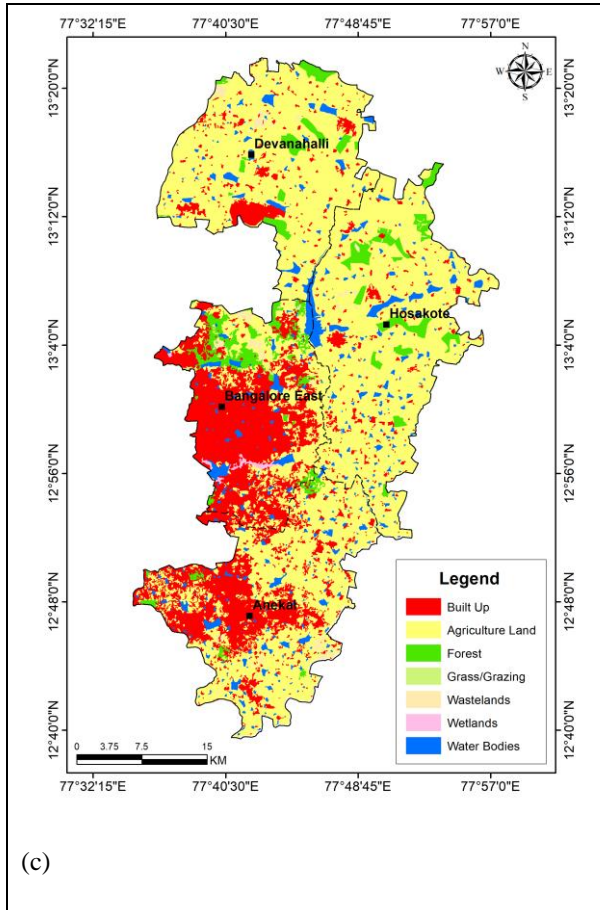 77°32'15"E 77°40'30"E 77°48'45"E 77°57'0"E
N
W E
S
13°20'0"N 13°20'0"N
Devanahalli
13°12'0"N 13°12'0"N
Hosakote
13°4'0"N 13°4'0"N
Bangalore East
12°56'0"N 12°56'0"N
Legend
Built Up
12°48'0"N 12°48'0"N
Anekal
Agriculture Land
Forest
Grass/Grazing
Wastelands
Wetlands
Water Bodies
12°40'0"N 12°40'0"N
0 3.75 7.5 15
KM
77°32'15"E 77°40'30"E 77°48'45"E 77°57'0"E
(c)